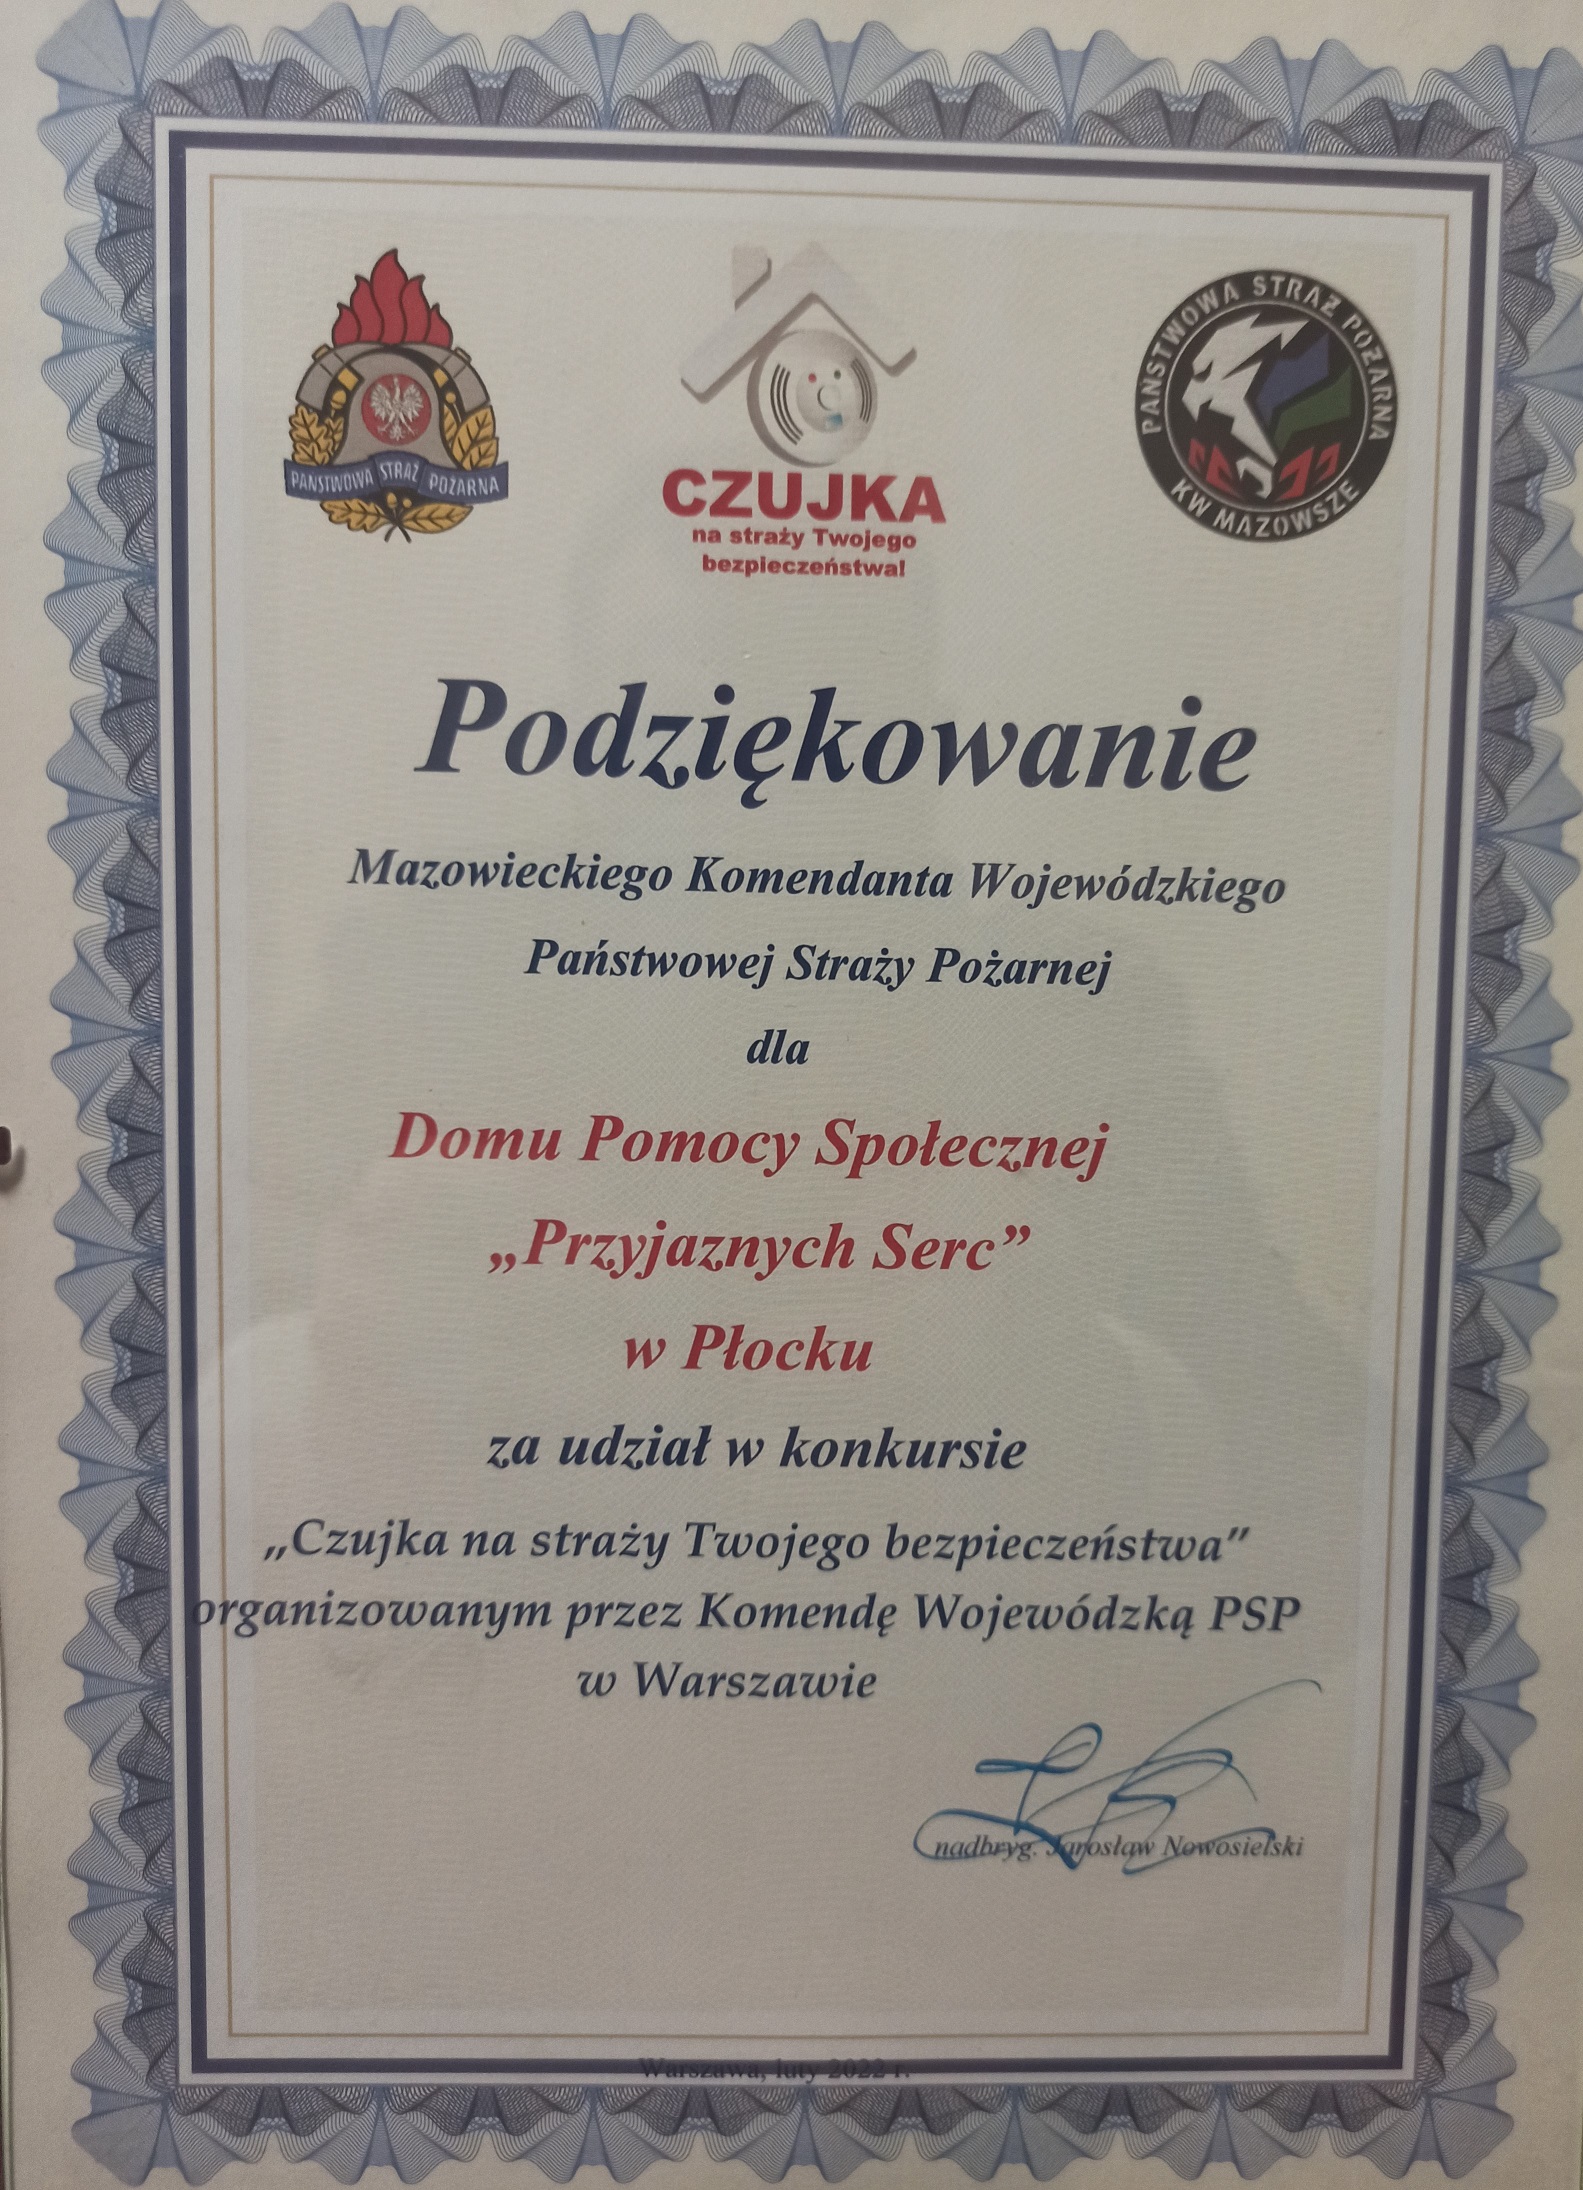 PAŃSTWOWA STRAŻ POŻARNA
CZUJKA
na straży Twojego
bezpieczeństwa!
PAŃSTWOWA STRAŻ POŻARNA
KW MAZOWSZE
Podziękowanie
Mazowieckiego Komendanta Wojewódzkiego
Państwowej Straży Pożarnej
dla
Domu Pomocy Społecznej
„Przyjaznych Serc”
w Płocku
za udział w konkursie
„Czujka na straży Twojego bezpieczeństwa”
organizowanym przez Komendę Wojewódzką PSP
w Warszawie
nadbryg. Jarosław Nowosielski
Warszawa, luty 2022 r.